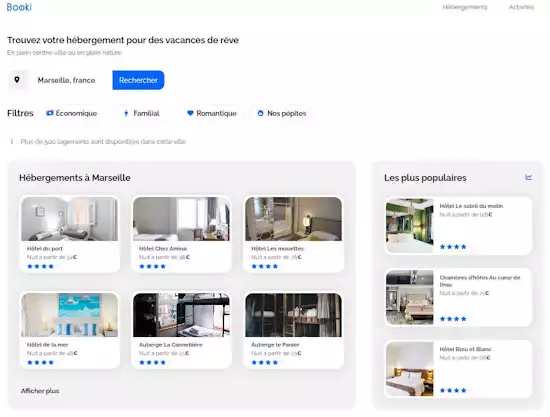 Booki
Hébergements
Activités
Trouvez votre hébergement pour des vacances de rêve
En plein centre-ville ou en plein nature
Marseille, france
Rechercher
Filtres
Économique
Familial
Romantique
Nos pépites
Plus de 500 logements sont disponibles dans cette ville
Hébergements à Marseille
Hôtel du port
Nuit à partir de 52€
Hôtel Chez Amina
Nuit à partir de 96€
Hôtel Les mouettes
Nuit à partir de 76€
Hôtel de la mer
Nuit à partir de
Auberge La Cannebière
Nuit à partir de 25€
Auberge le Panier
Nuit à partir de 23€
Afficher plus
Les plus populaires
Hôtel Le soleil du matin
Nuit à partir de 128€
Chambres d'hôtes Au cœur de
l'eau
Nuit à partir de 71€
Hôtel Bleu et Blanc
Nuit à partir de 68€